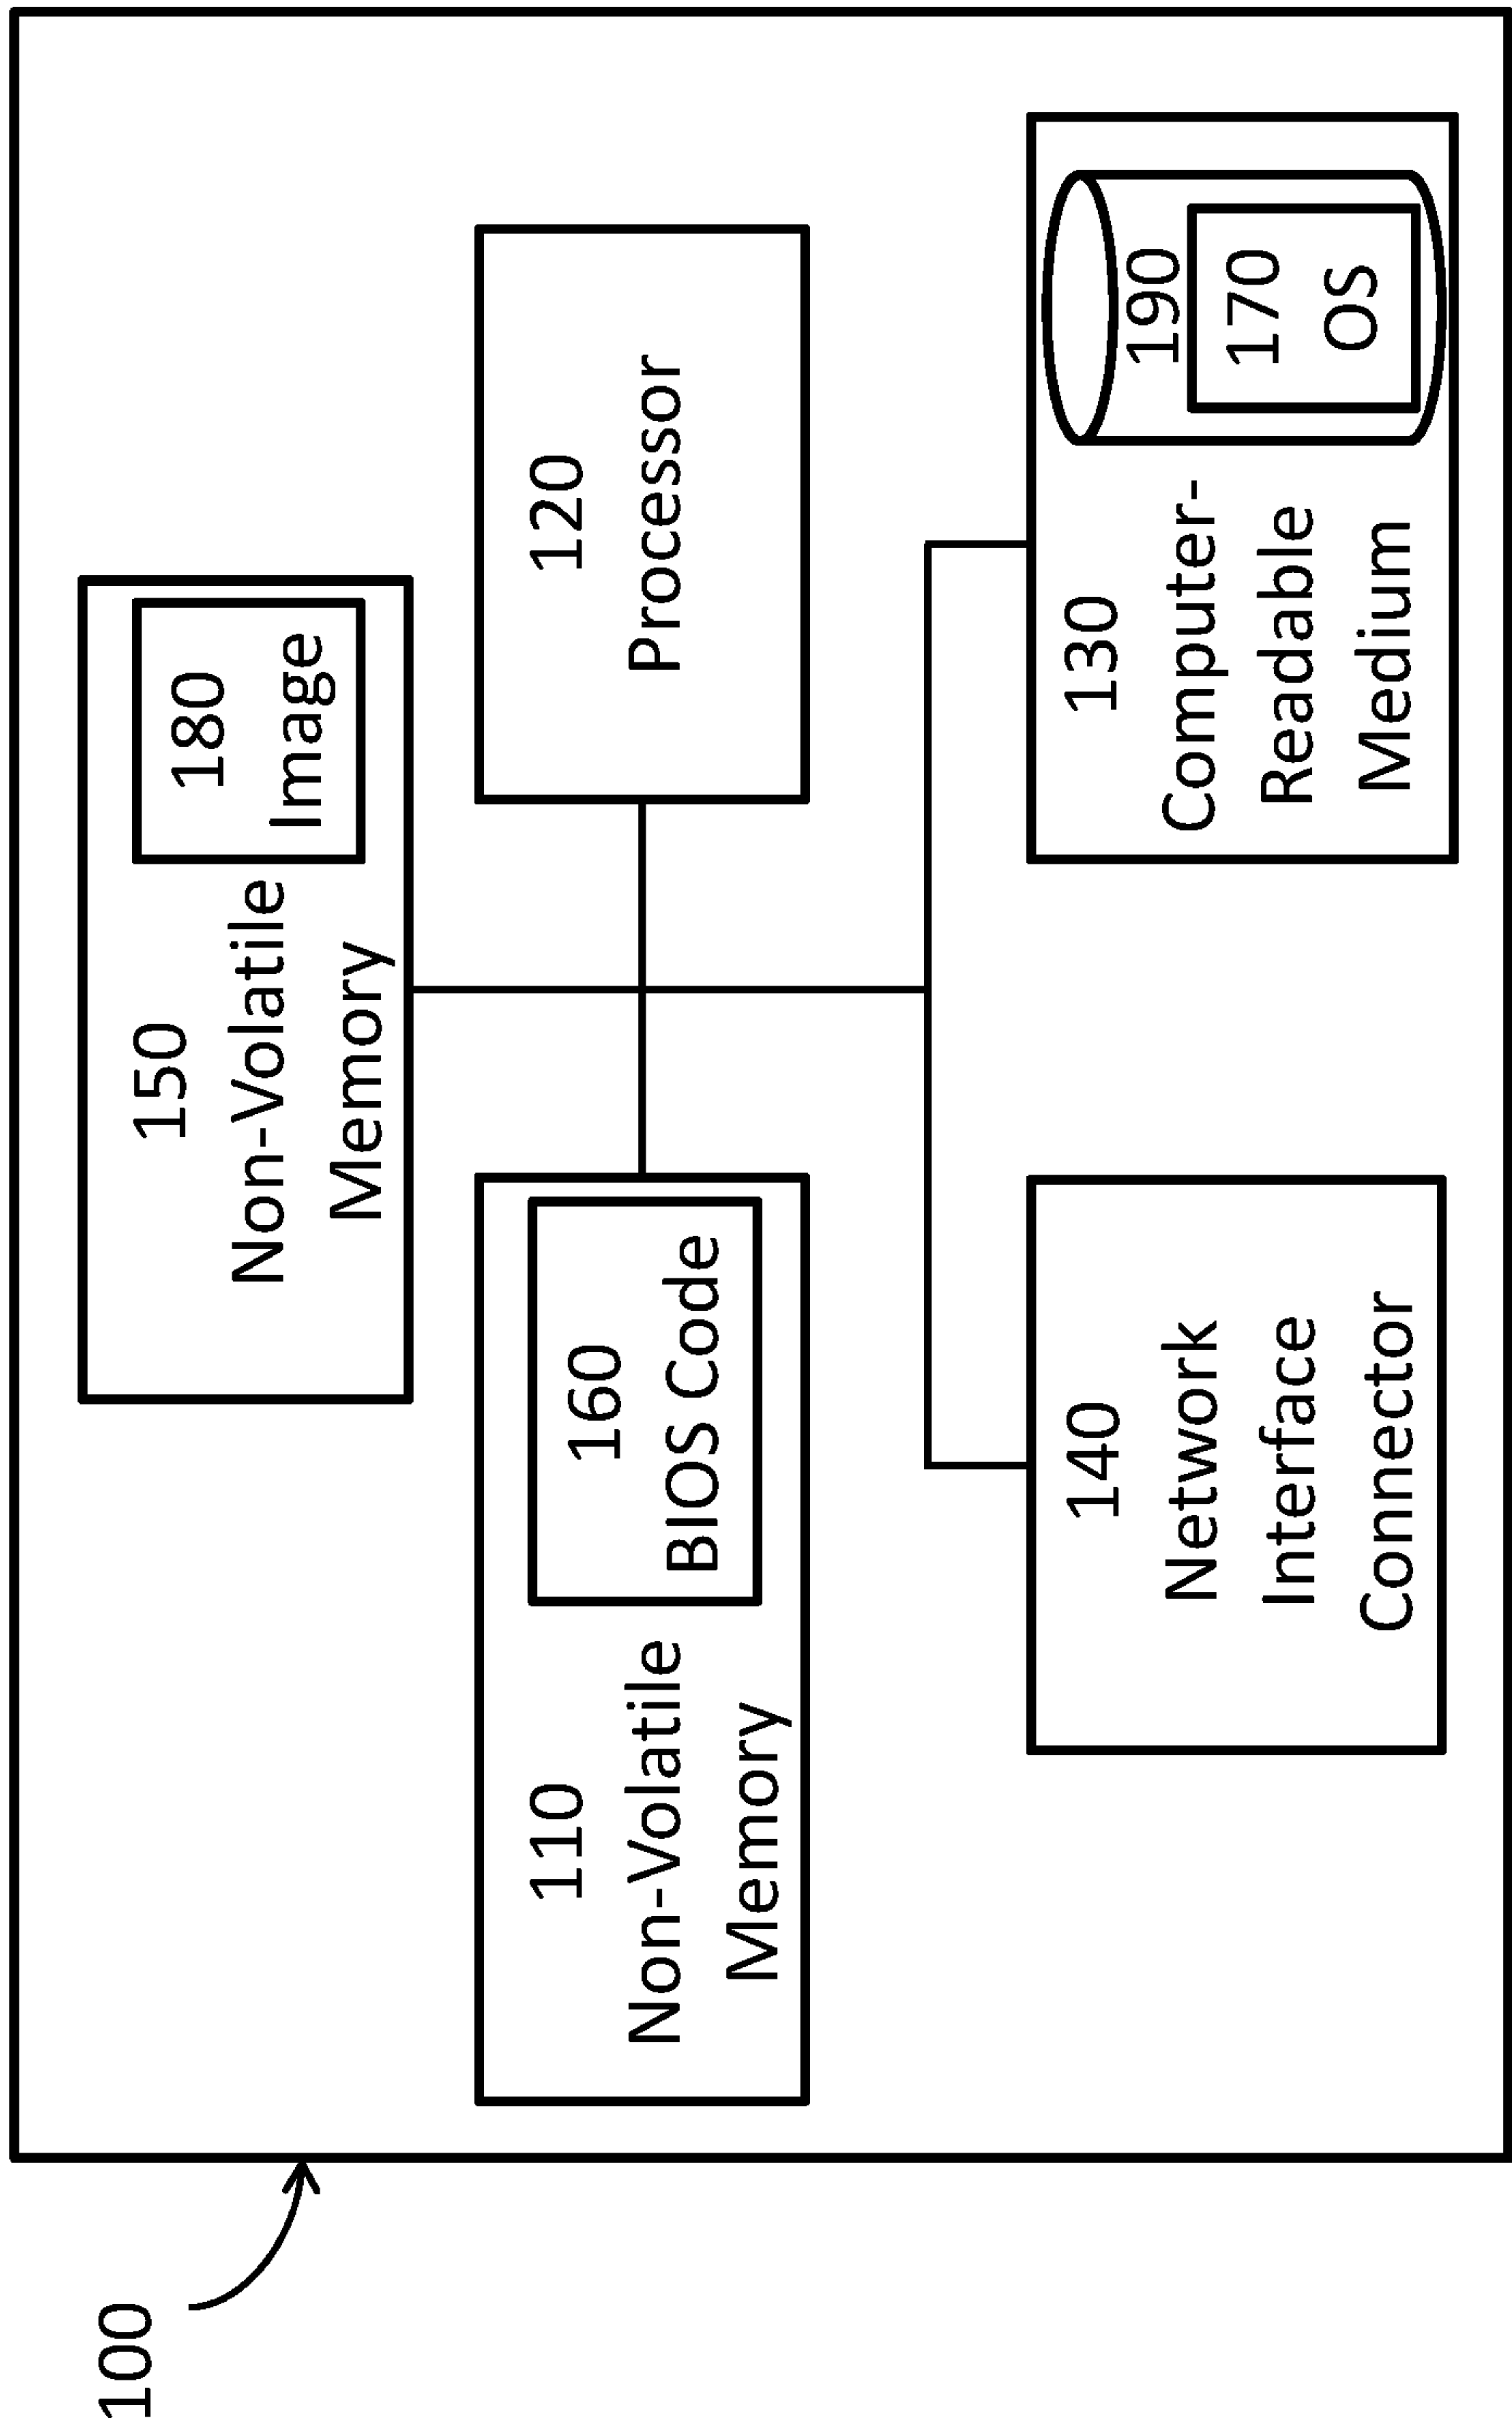 100
150
Non-Volatile
Memory
180
Image
110
Non-Volatile
Memory
160
BIOS Code
120
Processor
140
Network
Interface
Connector
130
Computer-
Readable
Medium
190
170
OS